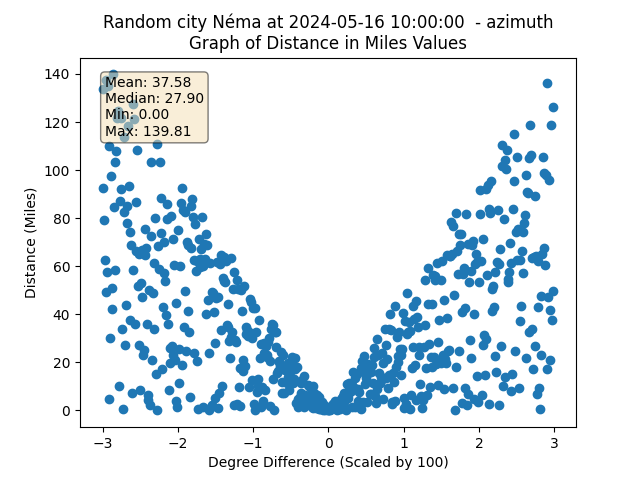 Random city Néma at 2024-05-16 10:00:00  - azimuth
Graph of Distance in Miles Values
Mean: 37.58
Median: 27.90
Min: 0.00
Max: 139.81
Distance (Miles)
140
120
100
80
60
40
20
0
−3
−2
−1
0
1
2
3
Degree Difference (Scaled by 100)